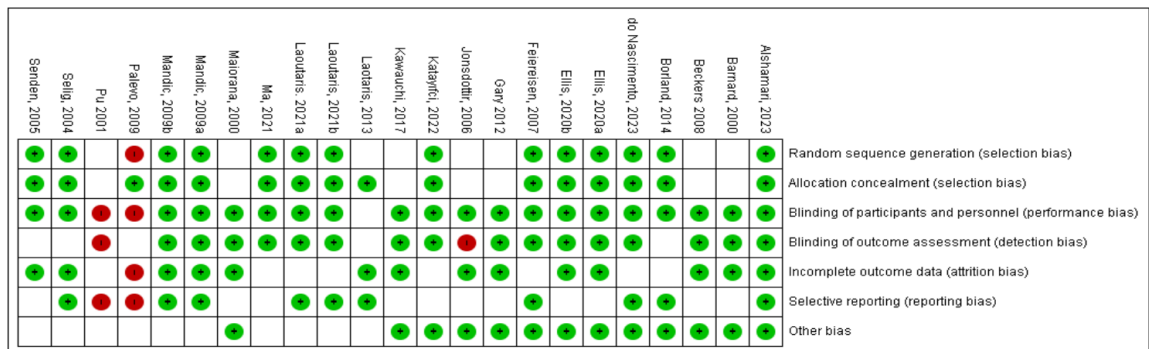 Senden, 2005
Selig, 2004
Pu 2001
Palevo, 2009
Mandic, 2009b
Mandic, 2009a
Maiorana, 2000
Ma, 2021
Laoutaris. 2021a
Laoutaris, 2021b
Laotaris, 2013
Kawauchi, 2017
Katayifci, 2022
Jonsdottir, 2006
Gary 2012
Feiereisen, 2007
Ellis, 2020b
Ellis, 2020a
do Nascimento, 2023
Borland, 2014
Beckers 2008
Barnard, 2000
Alshamari, 2023
Random sequence generation (selection bias)
Allocation concealment (selection bias)
Blinding of participants and personnel (performance bias)
Blinding of outcome assessment (detection bias)
Incomplete outcome data (attrition bias)
Selective reporting (reporting bias)
Other bias